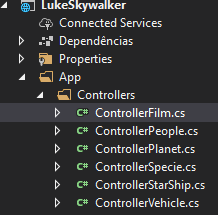 LukeSkywalker
Connected Services
Dependências
Properties
App
Controllers
C# ControllerFilm.cs
C# ControllerPeople.cs
C# ControllerPlanet.cs
C# ControllerSpecie.cs
C# ControllerStarShip.cs
C# ControllerVehicle.cs